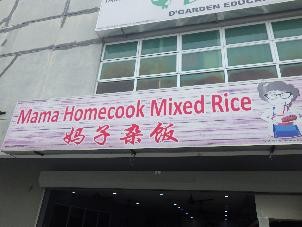 D'GARDEN EDUCA
Mama Homecook Mixed Rice
妈子杂饭